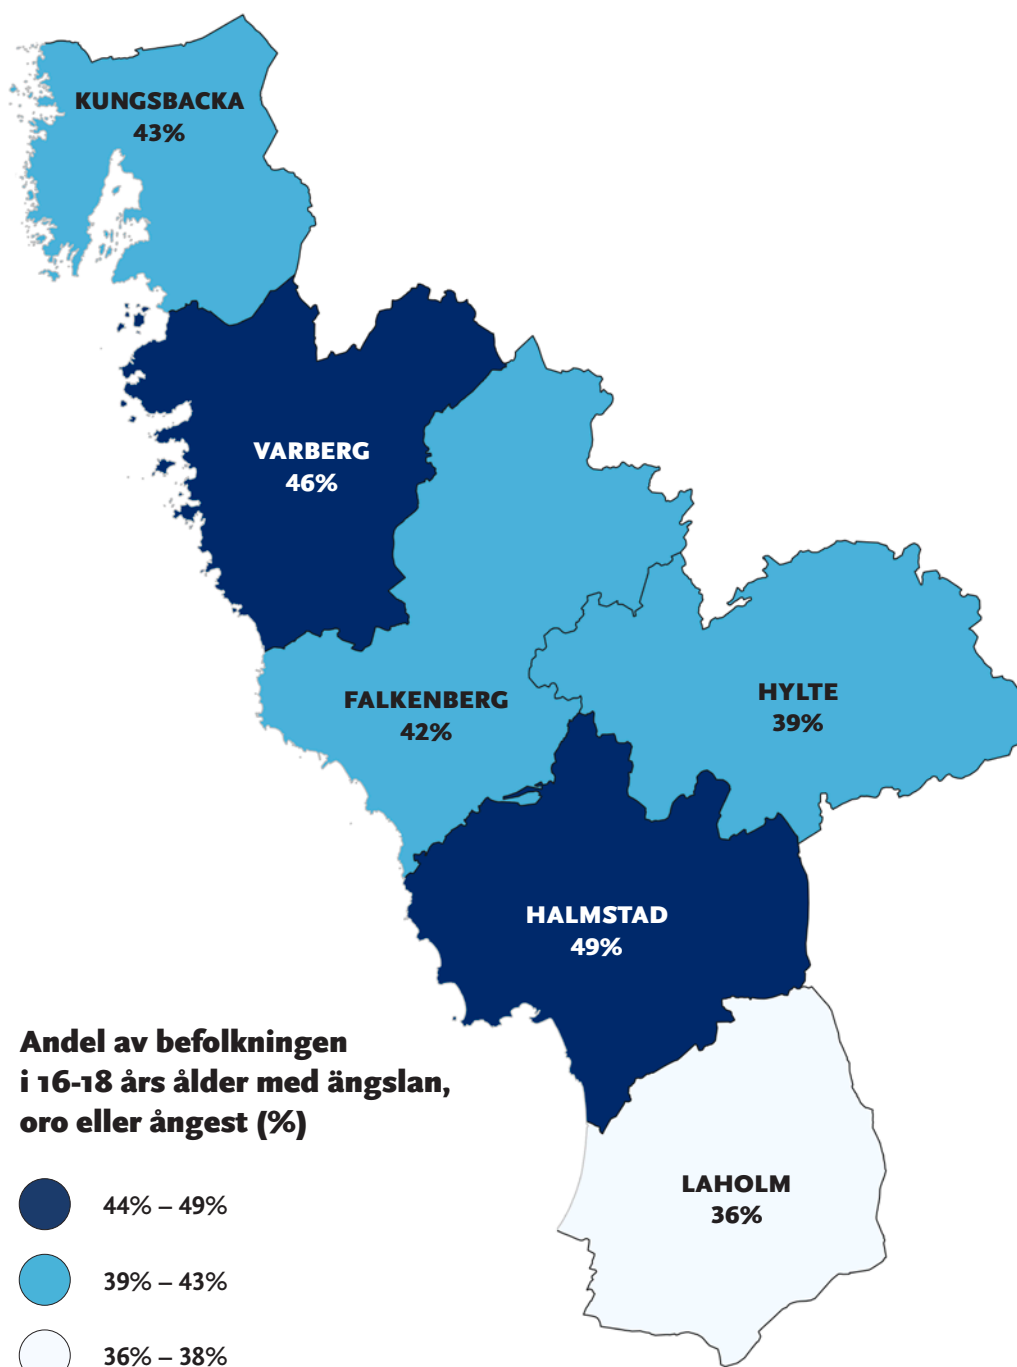 KUNGSBACKA
43%
VARBERG
46%
FALKENBERG
42%
HYLTE
39%
HALMSTAD
49%
LAHOLM
36%
Andel av befolkningen
i 16-18 års ålder med ängslan,
oro eller ångest (%)
44% – 49%
39% – 43%
36% – 38%